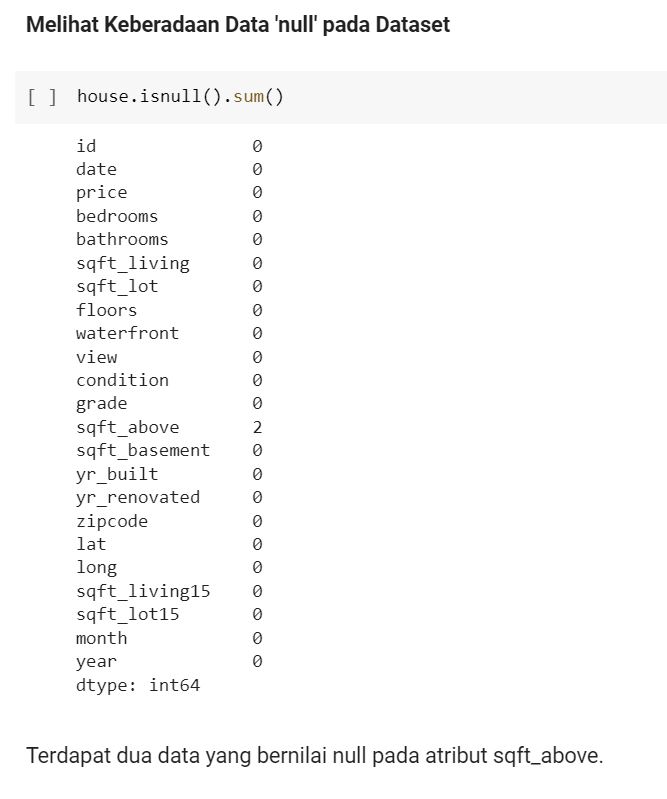 Melihat Keberadaan Data 'null' pada Dataset
[ ] house.isnull().sum()
id 0
date 0
price 0
bedrooms 0
bathrooms 0
sqft_living 0
sqft_lot 0
floors 0
waterfront 0
view 0
condition 0
grade 0
sqft_above 2
sqft_basement 0
yr_built 0
yr_renovated 0
zipcode 0
lat 0
long 0
sqft_living15 0
sqft_lot15 0
month 0
year 0
dtype: int64
Terdapat dua data yang bernilai null pada atribut sqft_above.